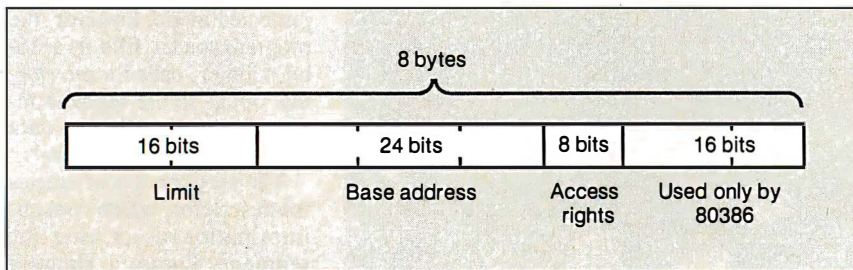 8 bytes
16 bits 24 bits 8 bits 16 bits
Limit Base address Access rights Used only by 80386